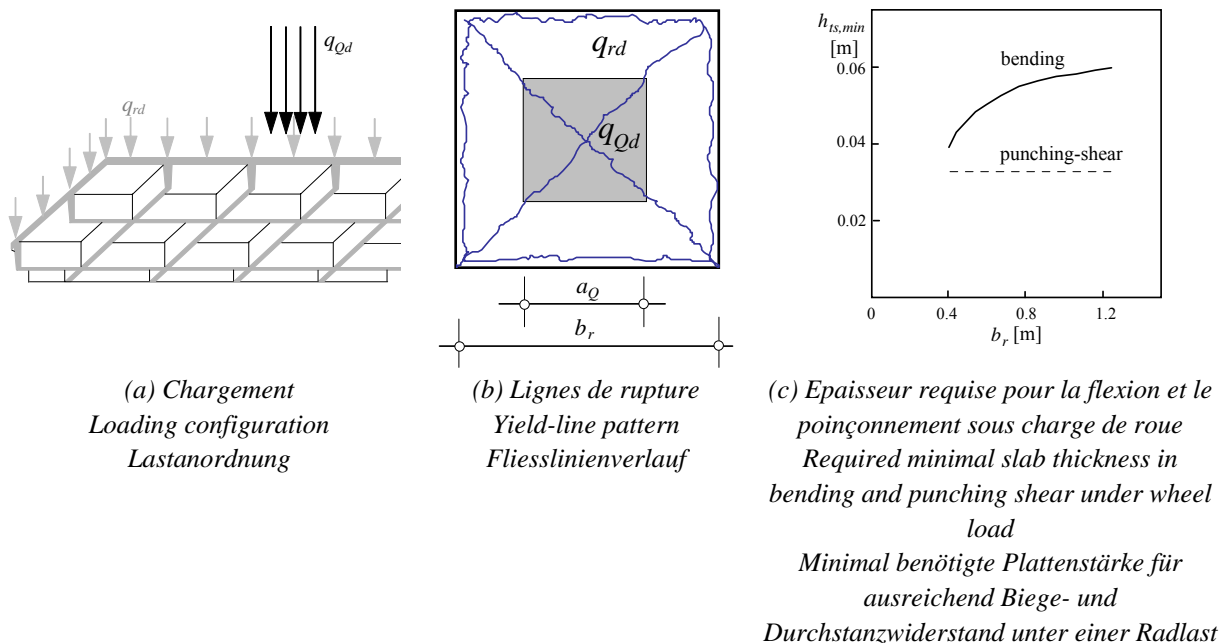 q_Qd
q_rd
(a) Chargement
Loading configuration
Lastanordnung
q_rd
q_Qd
a_Q
b_r
(b) Lignes de rupture
Yield-line pattern
Fliesslinienverlauf
h_ts,min
[m]
0.06
0.04
0.02
bending
punching-shear
0
0.4
0.8
1.2
b_r [m]
(c) Epaisseur requise pour la flexion et le
poinçonnement sous charge de roue
Required minimal slab thickness in
bending and punching shear under wheel
load
Minimal benötigte Plattenstärke für
ausreichend Biege- und
Durchstanzwiderstand unter einer Radlast